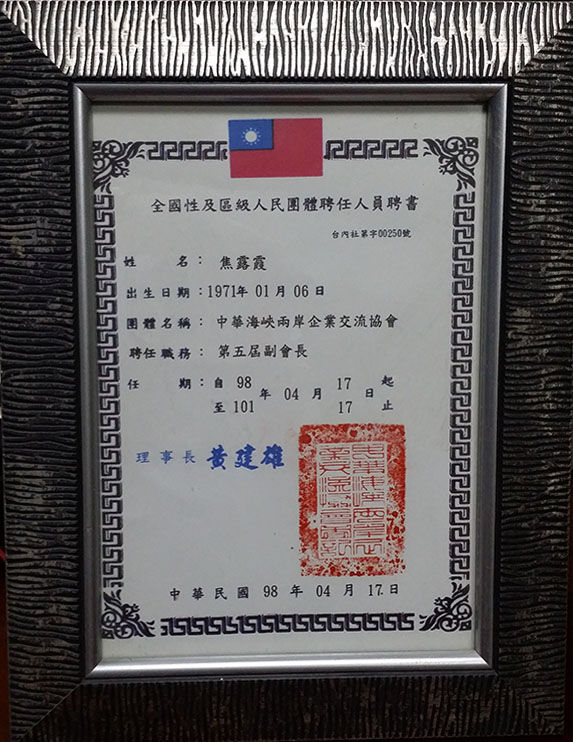 全國性及區級人民團體聘任人員聘書
台內社第字00250號
姓 名： 焦露霞
出生日期：1971年 01 月 06 日
團體名稱： 中華海峽兩岸企業交流協會
聘任職務： 第五屆副會長
任 期： 自 98 年 04 月 17 日 起
至 101 年 04 月 17 日 止
理事長 黃建雄
中華民國 98 年 04 月 17 日